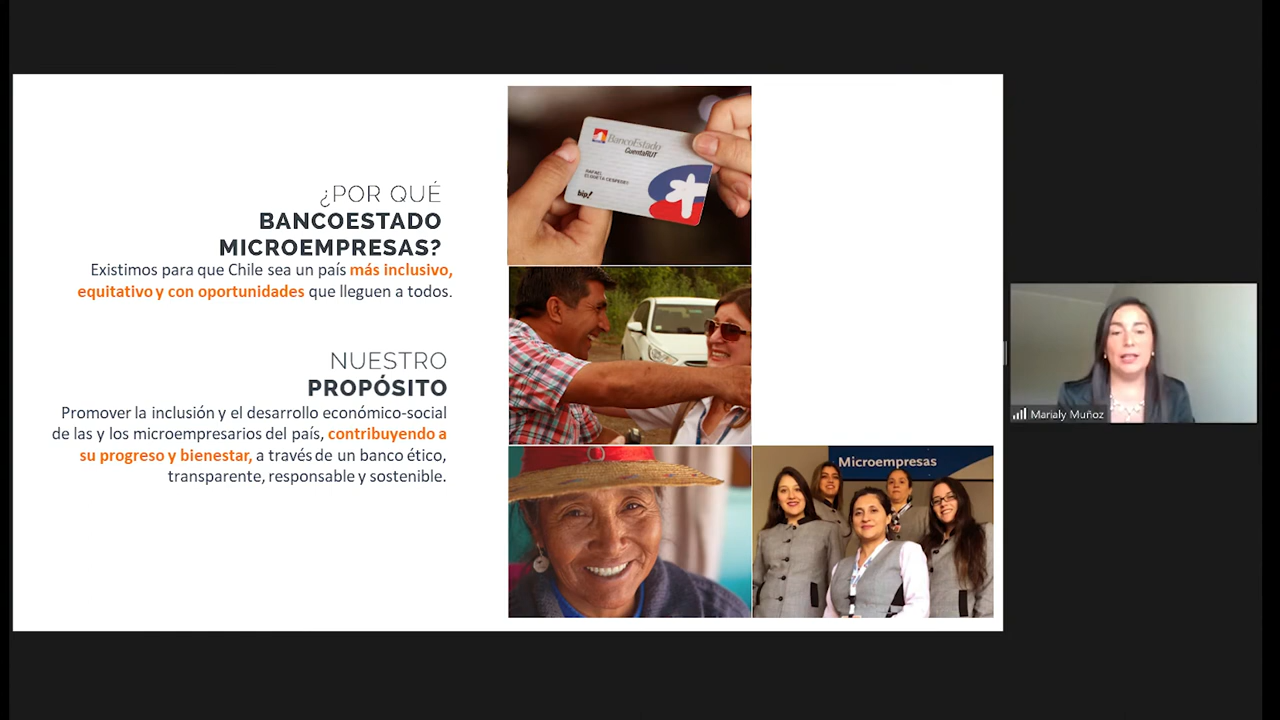 ¿POR QUÉ
BANCOESTADO
MICROEMPRESAS?
Existimos para que Chile sea un país más inclusivo,
equitativo y con oportunidades que lleguen a todos.
NUESTRO
PROPÓSITO
Promover la inclusión y el desarrollo económico-social
de las y los microempresarios del país, contribuyendo a
su progreso y bienestar, a través de un banco ético,
transparente, responsable y sostenible.
BancoEstado
CuentaRUT
RAFAEL
bip!
Microempresas
Marialy Muñoz